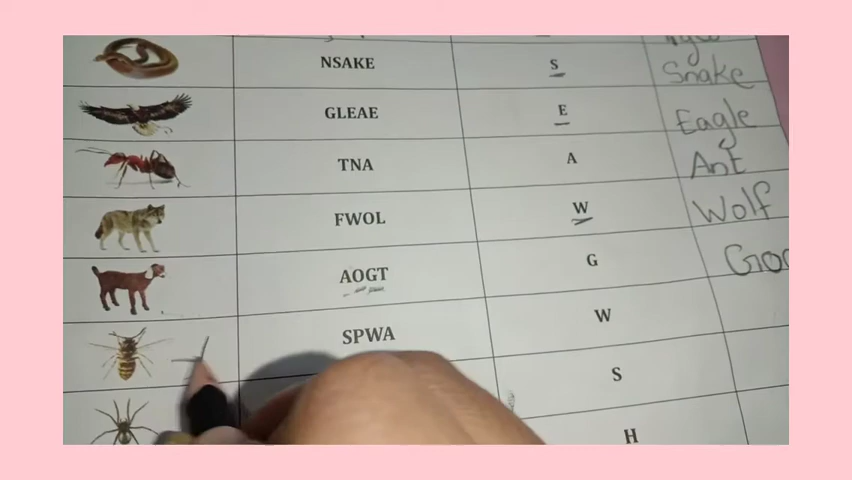 NSAKE S Snake
GLEAE E Eagle
TNA A Ant
FWOL W Wolf
AOGT G
SPWA W
S
H